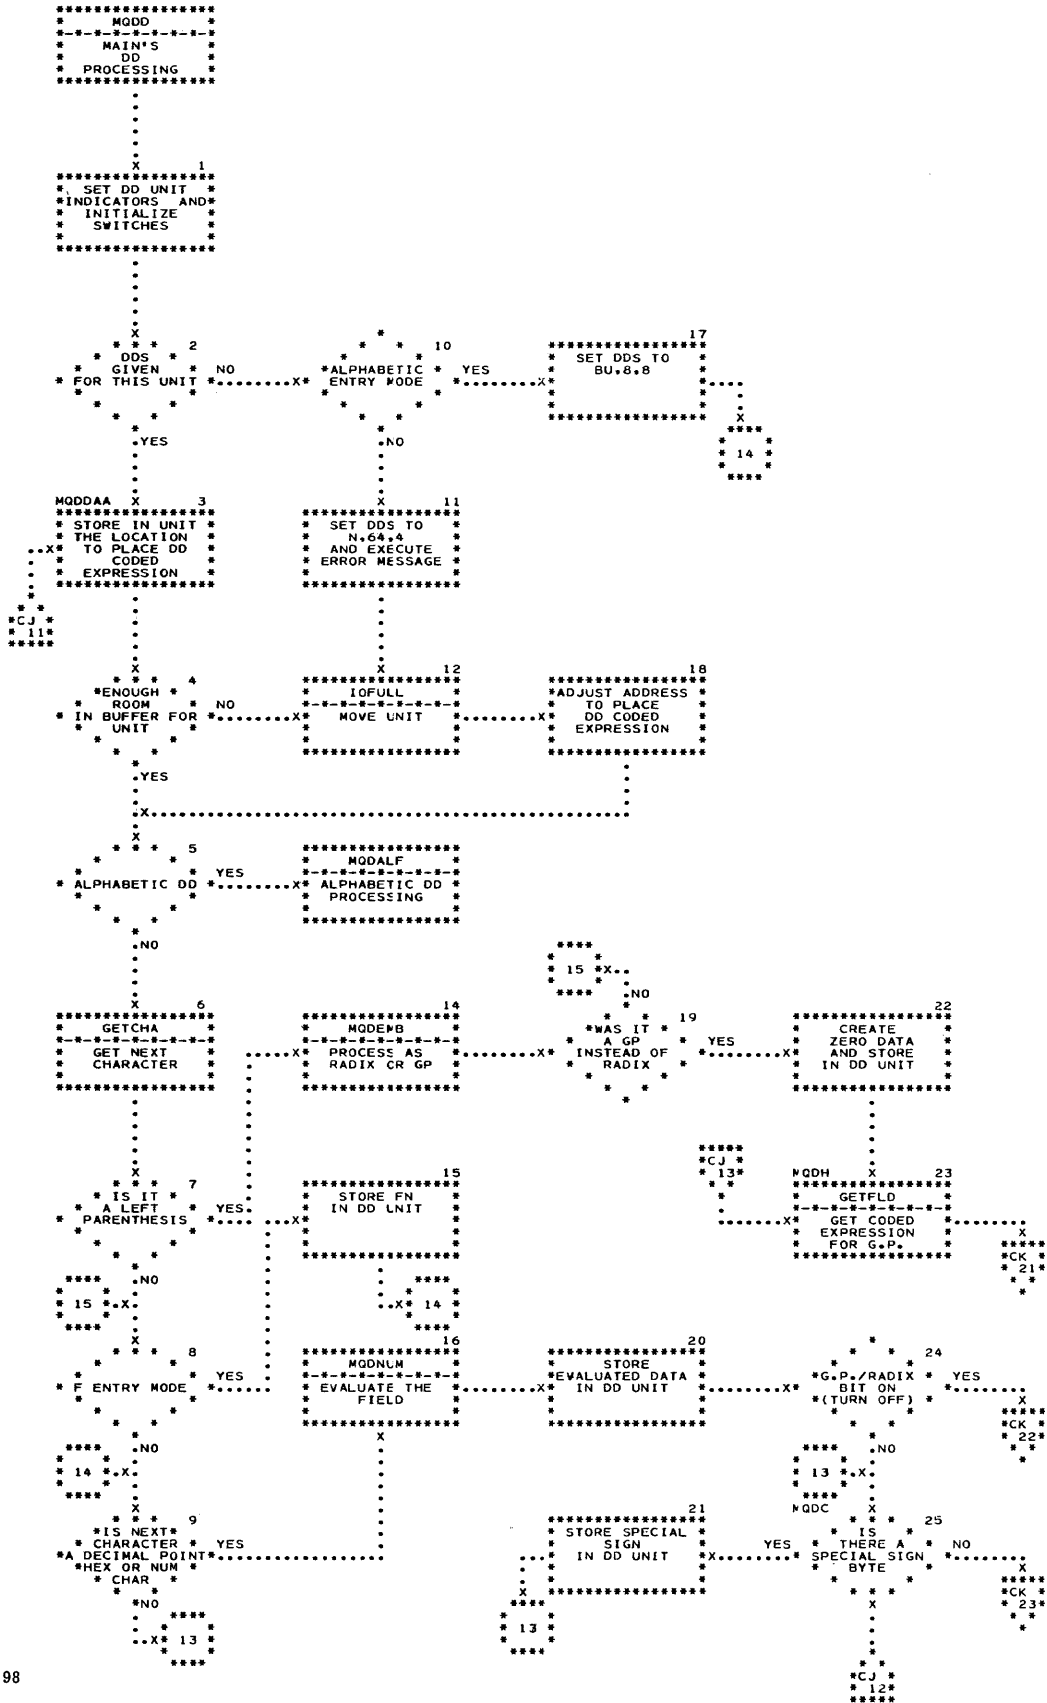 MQDD
MAIN'S
DD
PROCESSING
1
SET DD UNIT
INDICATORS AND
INITIALIZE
SWITCHES
2
DDS
GIVEN
FOR THIS UNIT
NO
YES
10
ALPHABETIC
ENTRY MODE
YES
NO
17
SET DDS TO
BU.8.8
14
MQDDAA
3
STORE IN UNIT
THE LOCATION
TO PLACE DD
CODED
EXPRESSION
CJ
11
11
SET DDS TO
N.64.4
AND EXECUTE
ERROR MESSAGE
4
ENOUGH
ROOM
IN BUFFER FOR
UNIT
NO
YES
12
IOFULL
MOVE UNIT
18
ADJUST ADDRESS
TO PLACE
DD CODED
EXPRESSION
5
ALPHABETIC DD
YES
NO
MQDALF
ALPHABETIC DD
PROCESSING
6
GETCHA
GET NEXT
CHARACTER
14
MQDEMB
PROCESS AS
RADIX CR GP
15
NO
19
WAS IT
A GP
INSTEAD OF
RADIX
YES
22
CREATE
ZERO DATA
AND STORE
IN DD UNIT
7
IS IT
A LEFT
PARENTHESIS
YES
NO
15
15
STORE FN
IN DD UNIT
14
CJ
13
MQDH
23
GETFLD
GET CODED
EXPRESSION
FOR G.P.
CK
21
8
F ENTRY MODE
YES
NO
14
16
MQDNUM
EVALUATE THE
FIELD
20
STORE
EVALUATED DATA
IN DD UNIT
24
G.P./RADIX
BIT ON
(TURN OFF)
YES
NO
CK
22
13
9
IS NEXT
CHARACTER
A DECIMAL POINT
HEX OR NUM
CHAR
YES
NO
13
21
STORE SPECIAL
SIGN
IN DD UNIT
13
MQDC
25
IS
THERE A
SPECIAL SIGN
BYTE
YES
NO
CK
23
CJ
12
98